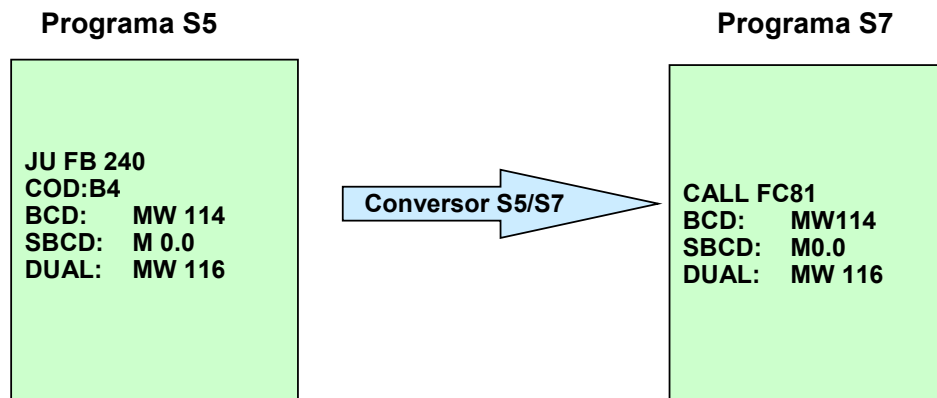 Programa S5
Programa S7
JU FB 240
COD:B4
BCD: MW 114
SBCD: M 0.0
DUAL: MW 116
Conversor S5/S7
CALL FC81
BCD: MW114
SBCD: M0.0
DUAL: MW 116